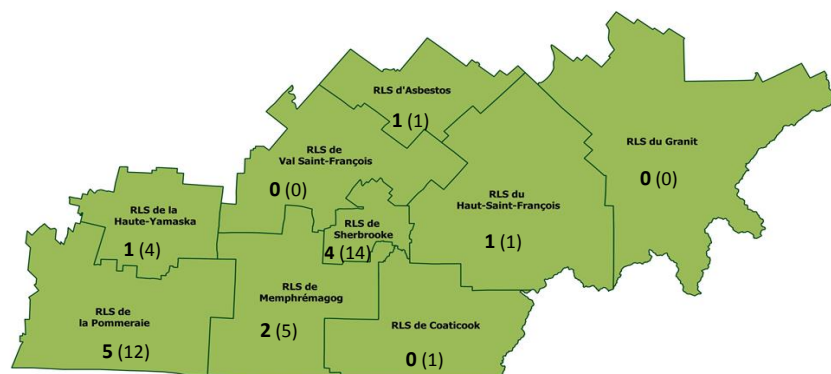 RLS d'Asbestos
1 (1)
RLS du Granit
0 (0)
RLS de
Val Saint-François
0 (0)
RLS du
Haut-Saint-François
1 (1)
RLS de la
Haute-Yamaska
1 (4)
RLS de
Sherbrooke
4 (14)
RLS de
Memphrémagog
2 (5)
RLS de
la Pommeraie
5 (12)
RLS de Coaticook
0 (1)